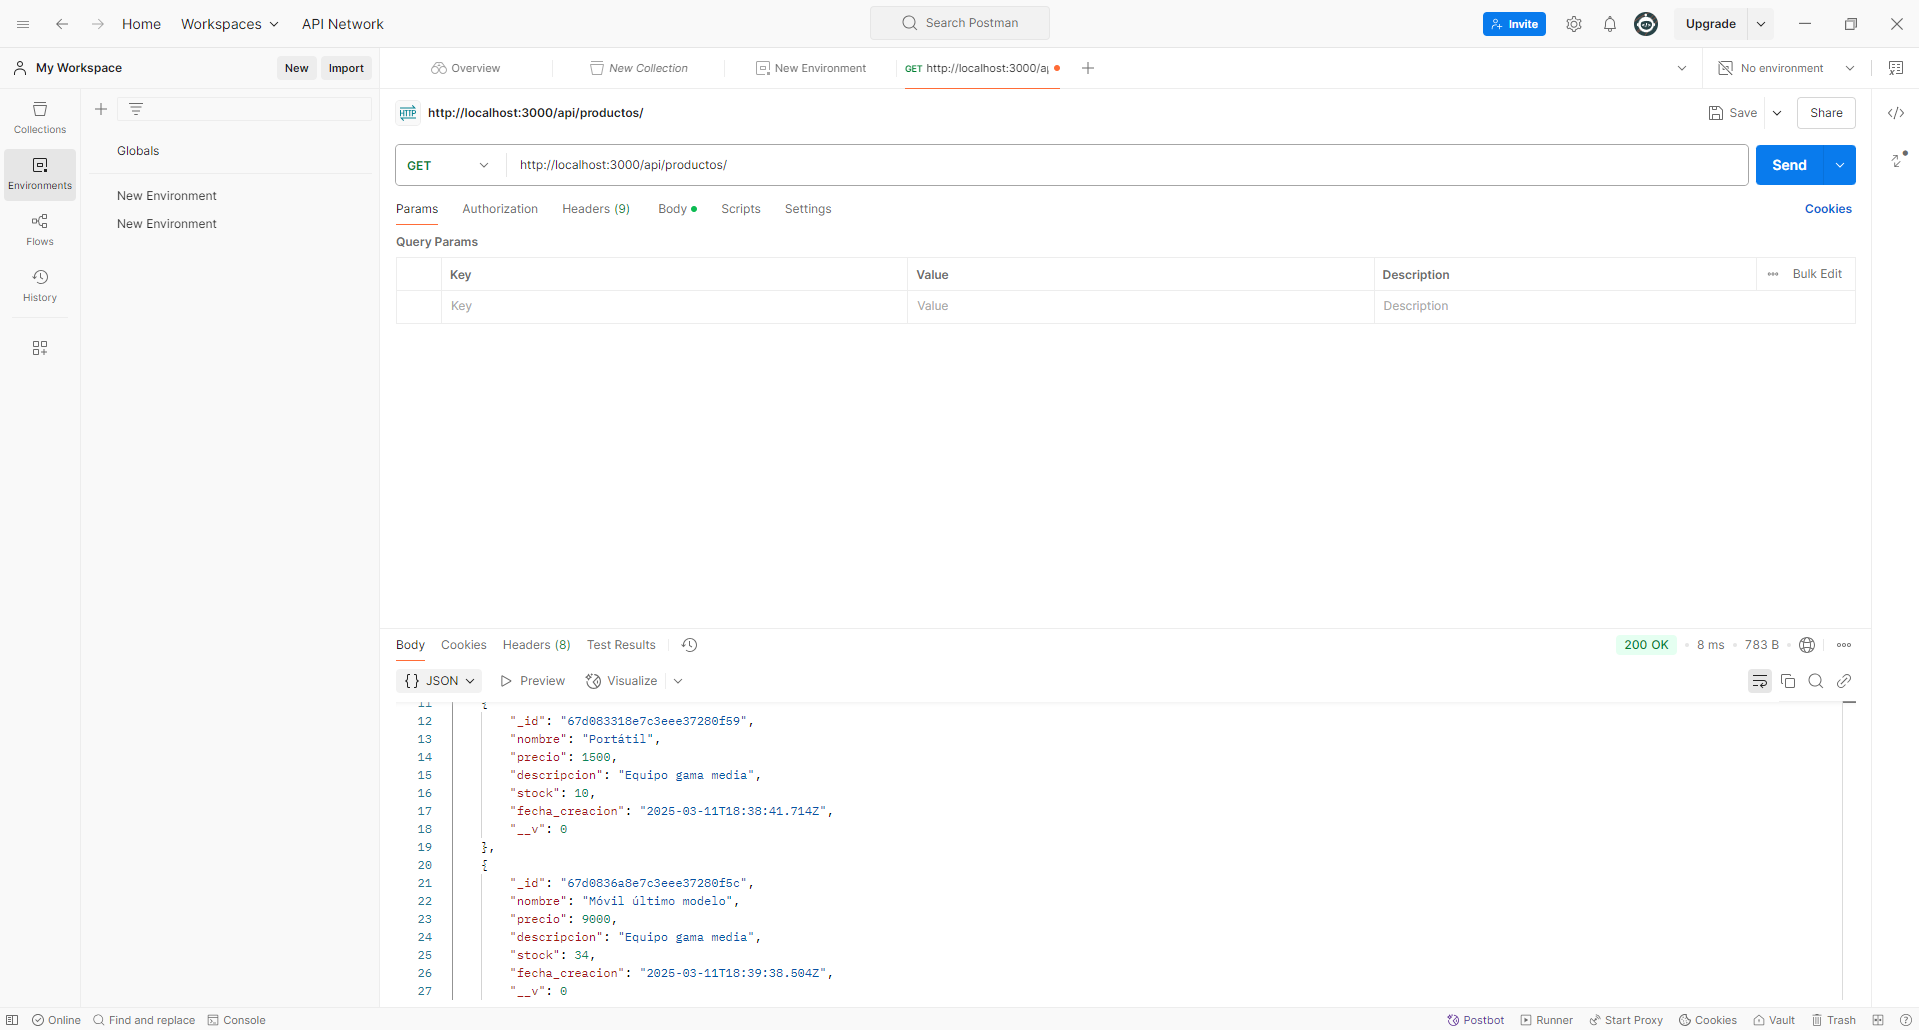 Home Workspaces API Network Search Postman Invite Upgrade
My Workspace New Import Overview New Collection New Environment GET http://localhost:3000/a No environment
Collections
Environments
Flows
History
Globals
New Environment
New Environment
HTTP http://localhost:3000/api/productos/ Save Share
GET http://localhost:3000/api/productos/ Send
Params Authorization Headers (9) Body Scripts Settings Cookies
Query Params
Key Value Description Bulk Edit
Key Value Description
Body Cookies Headers (8) Test Results 200 OK 8 ms 783 B
{} JSON Preview Visualize
11 {
12 "_id": "67d083318e7c3eee37280f59",
13 "nombre": "Portátil",
14 "precio": 1500,
15 "descripcion": "Equipo gama media",
16 "stock": 10,
17 "fecha_creacion": "2025-03-11T18:38:41.714Z",
18 "__v": 0
19 },
20 {
21 "_id": "67d0836a8e7c3eee37280f5c",
22 "nombre": "Móvil último modelo",
23 "precio": 9000,
24 "descripcion": "Equipo gama media",
25 "stock": 34,
26 "fecha_creacion": "2025-03-11T18:39:38.504Z",
27 "__v": 0
Online Find and replace Console Postbot Runner Start Proxy Cookies Vault Trash